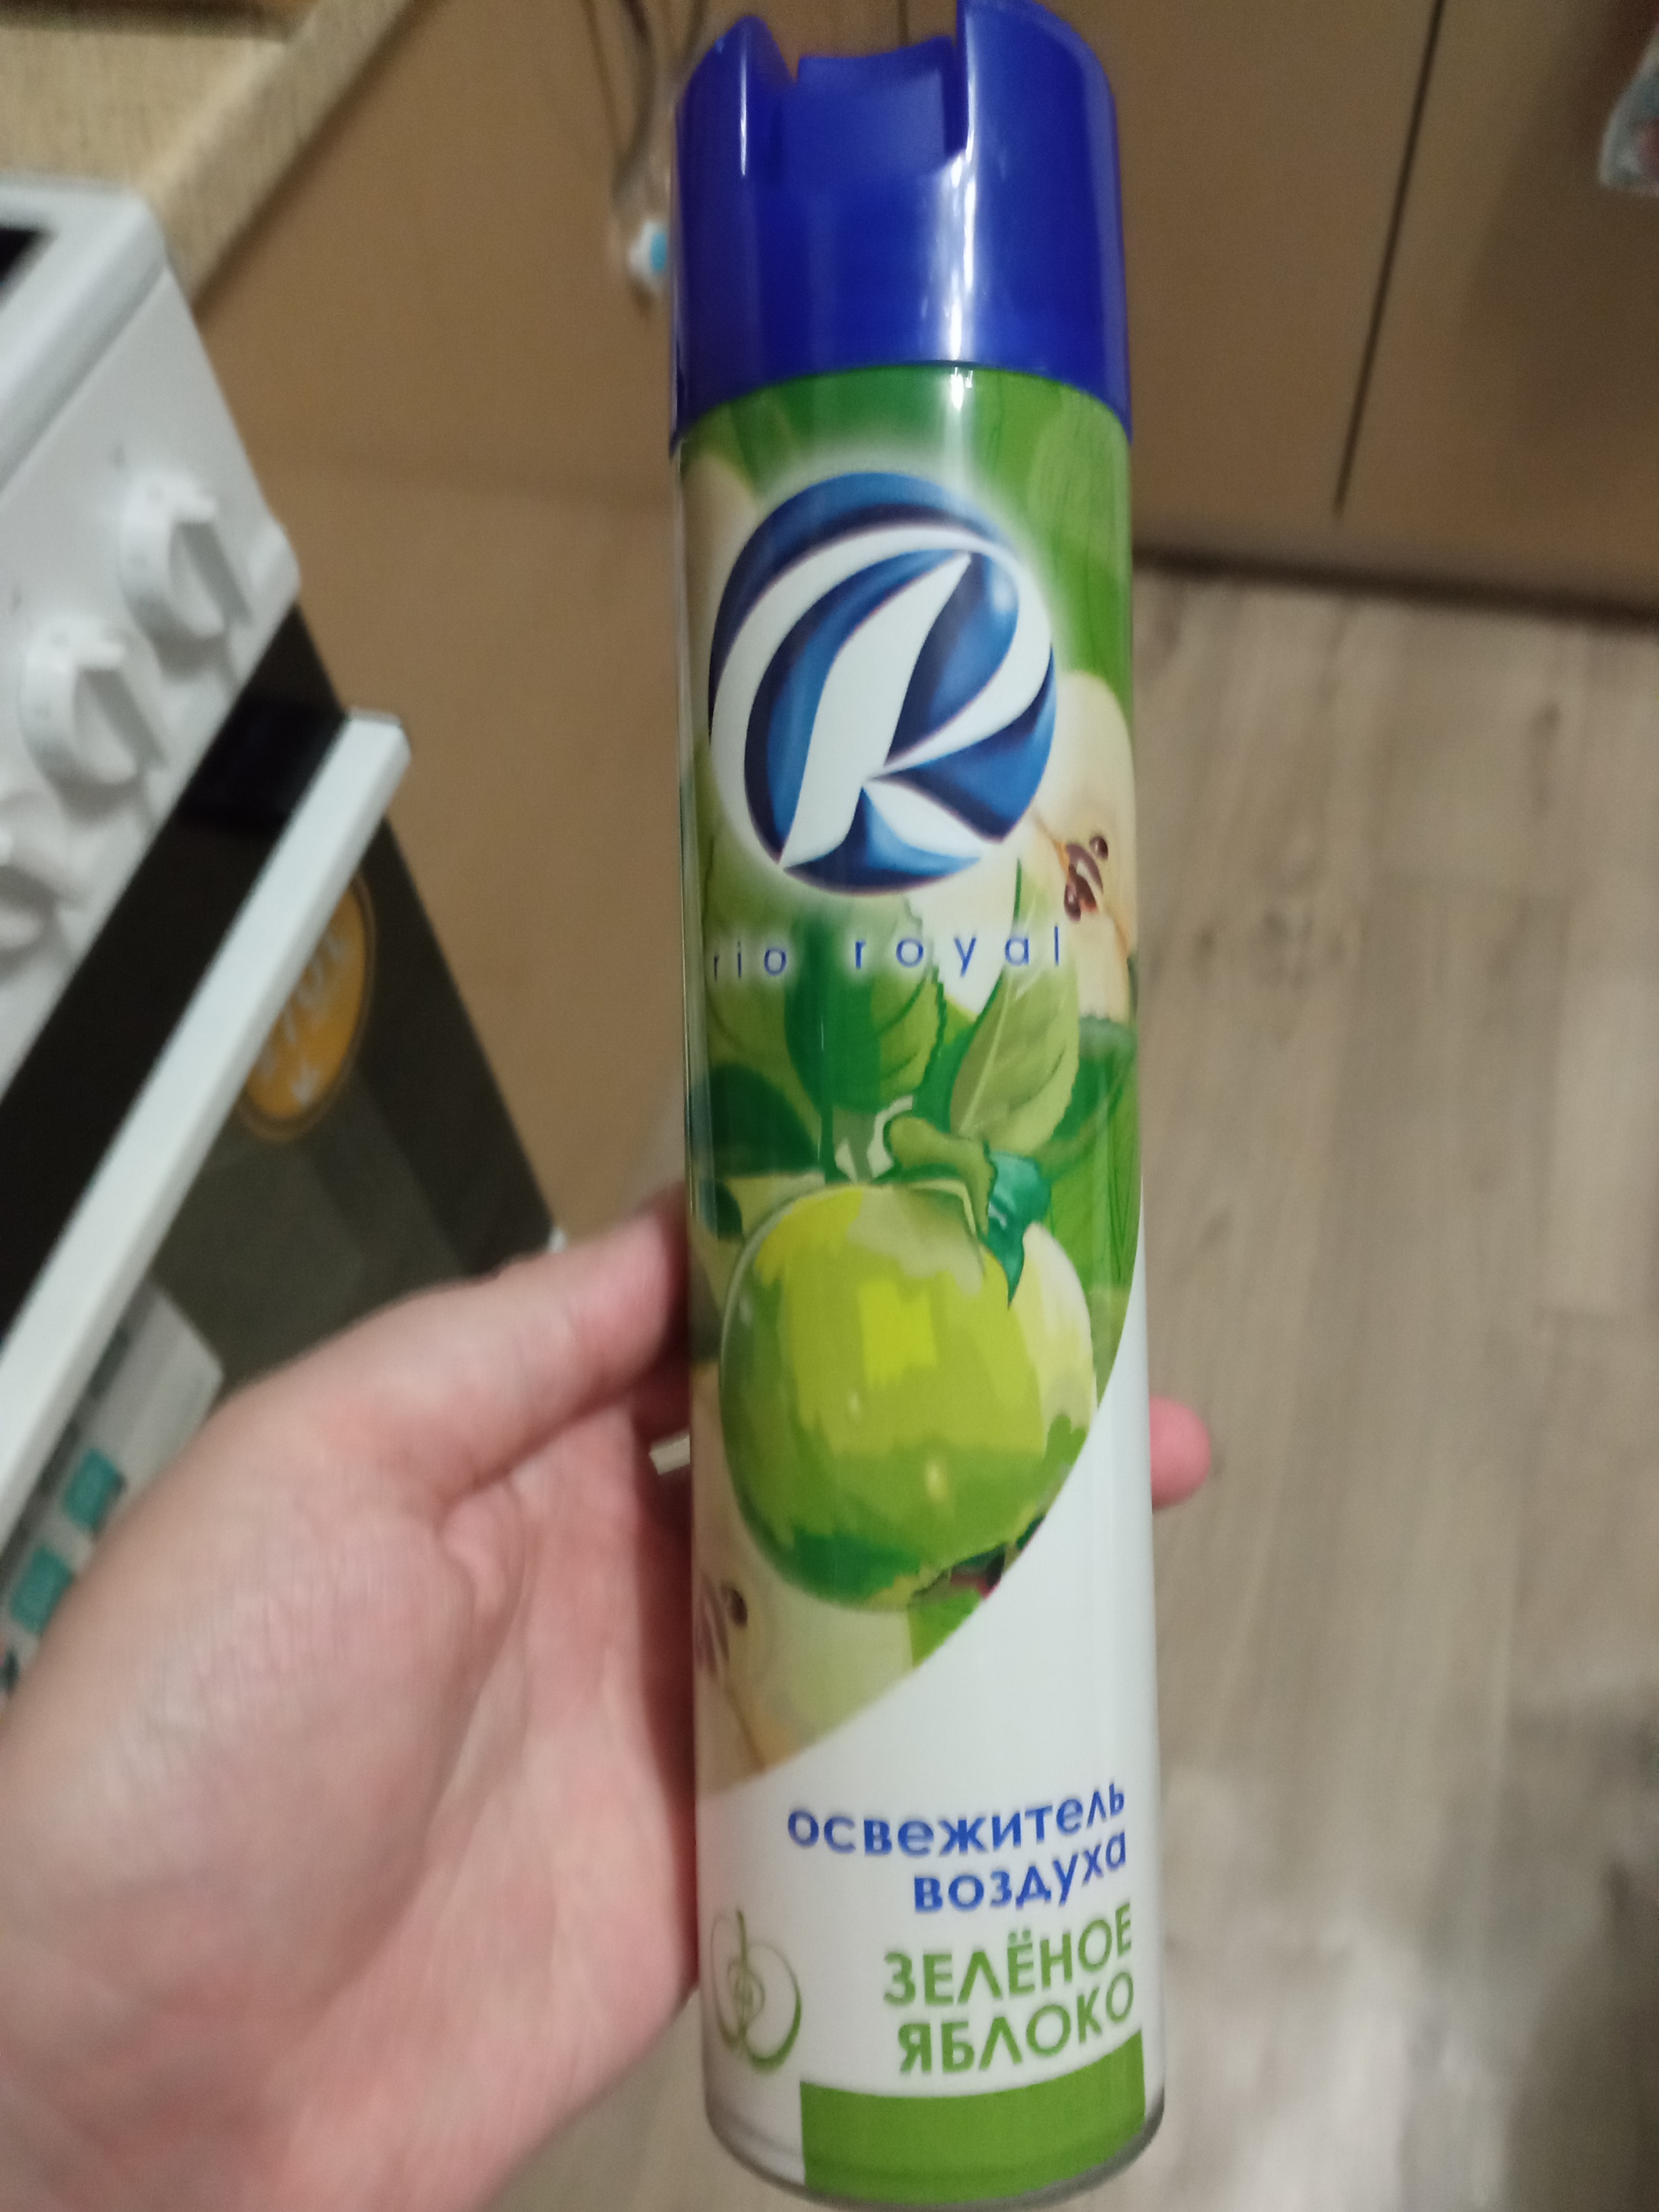 rio royal
освежитель
воздуха
ЗЕЛЁНОЕ
ЯБЛОКО